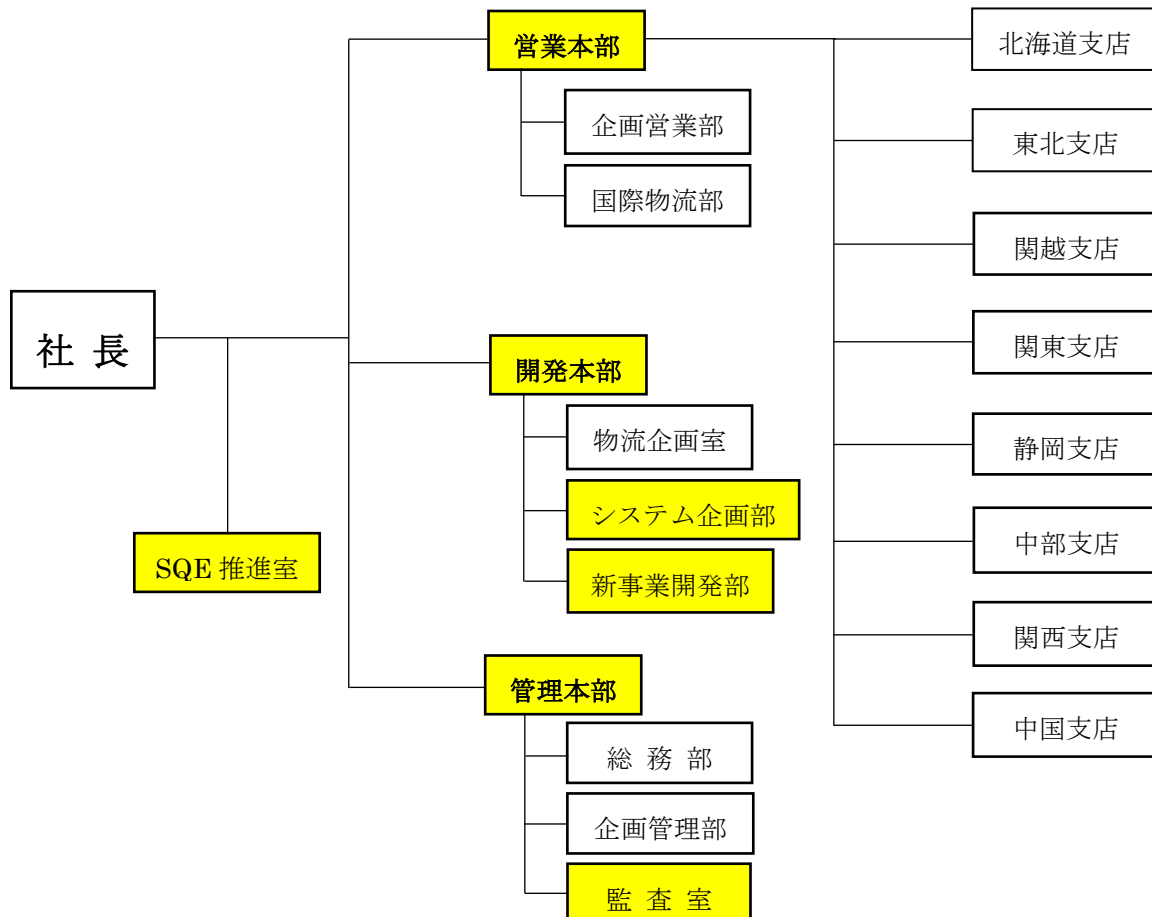 社 長
SQE 推進室
営業本部
企画営業部
国際物流部
開発本部
物流企画室
システム企画部
新事業開発部
管理本部
総 務 部
企画管理部
監 査 室
北海道支店
東北支店
関越支店
関東支店
静岡支店
中部支店
関西支店
中国支店